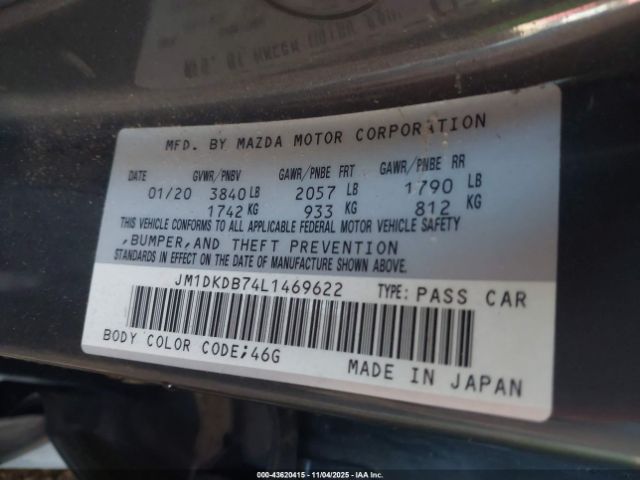 MFD. BY MAZDA MOTOR CORPORATION
DATE GVWR/PNBV GAWR/PNBE FRT GAWR/PNBE RR
01/20 3840 LB 2057 LB 1790 LB
1742 KG 933 KG 812 KG
THIS VEHICLE CONFORMS TO ALL APPLICABLE FEDERAL MOTOR VEHICLE SAFETY
,BUMPER,AND THEFT PREVENTION
STANDARDS IN EFFECT ON THE DATE OF MANUFACTURE SHOWN ABOVE.
JM1DKDB74L1469622 TYPE: PASS CAR
BODY COLOR CODE;46G
MADE IN JAPAN
000-43620415 - 11/04/2025 - IAAI.COM